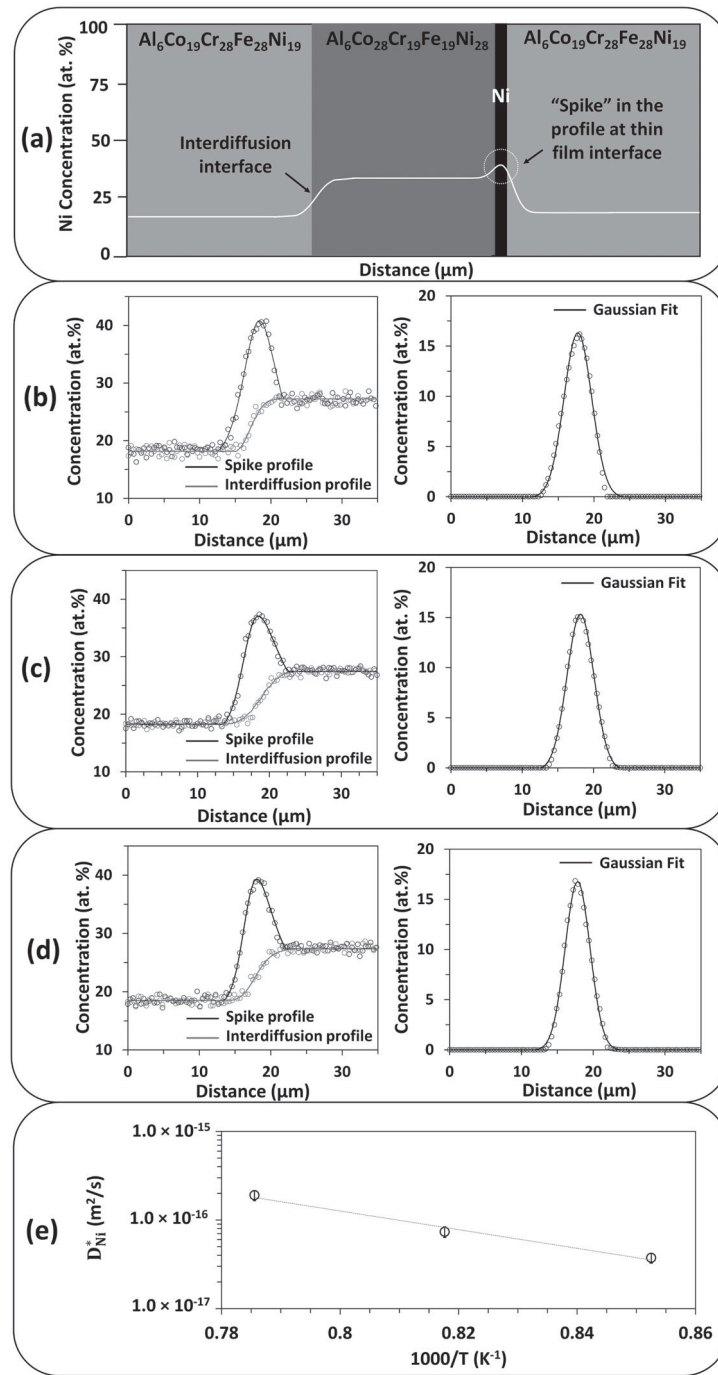 (a)
Ni Concentration (at. %)
100
75
50
25
0
Al₆Co₁₉Cr₂₈Fe₂₈Ni₁₉
Al₆Co₂₈Cr₁₉Fe₁₉Ni₂₈
Al₆Co₁₉Cr₂₈Fe₂₈Ni₁₉
Ni
Interdiffusion
interface
“Spike” in the
profile at thin
film interface
Distance (µm)
(b)
Concentration (at.%)
40
30
20
10
0
10
20
30
Spike profile
Interdiffusion profile
Distance (µm)
Concentration (at. %)
20
15
10
5
0
0
10
20
30
Gaussian Fit
Distance (µm)
(c)
Concentration (at.%)
40
30
20
10
0
10
20
30
Spike profile
Interdiffusion profile
Distance (µm)
Concentration (at. %)
20
15
10
5
0
0
10
20
30
Gaussian Fit
Distance (µm)
(d)
Concentration (at.%)
40
30
20
10
0
10
20
30
Spike profile
Interdiffusion profile
Distance (µm)
Concentration (at.%)
20
15
10
5
0
0
10
20
30
Gaussian Fit
Distance (µm)
(e)
D*Ni (m²/s)
1.0 × 10⁻¹⁵
1.0 × 10⁻¹⁶
1.0 × 10⁻¹⁷
0.78
0.8
0.82
0.84
0.86
1000/T (K⁻¹)